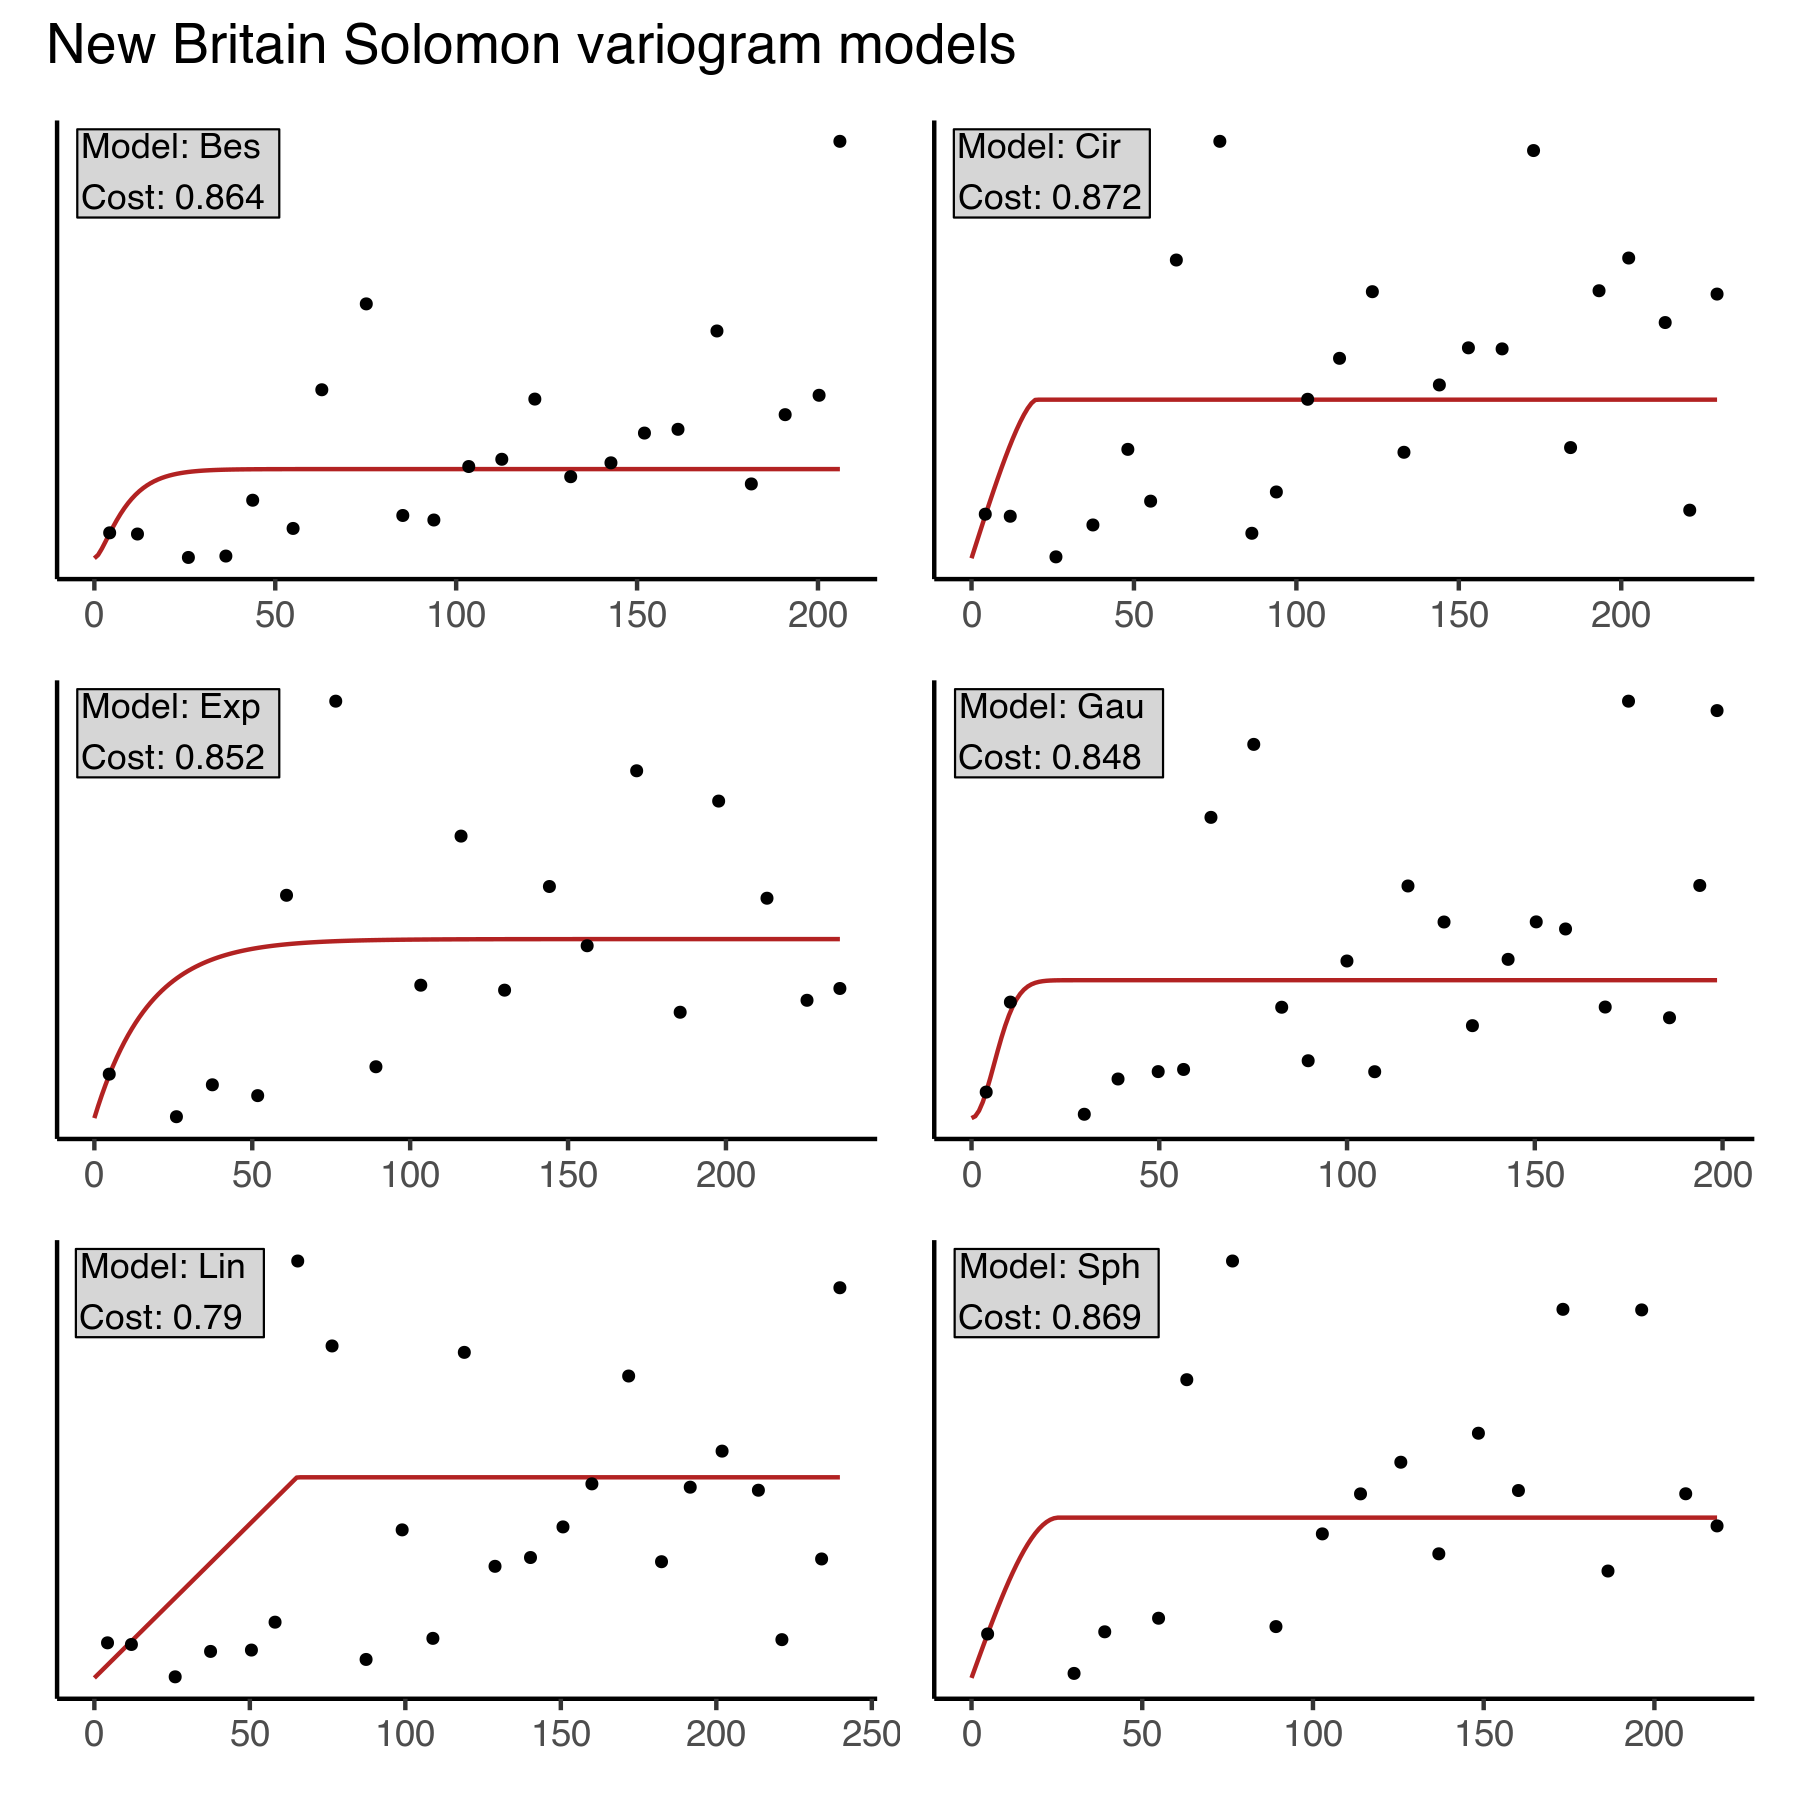 New Britain Solomon variogram models
Model: Bes
Cost: 0.864
0 50 100 150 200
Model: Cir
Cost: 0.872
0 50 100 150 200
Model: Exp
Cost: 0.852
0 50 100 150 200
Model: Gau
Cost: 0.848
0 50 100 150 200
Model: Lin
Cost: 0.79
0 50 100 150 200 250
Model: Sph
Cost: 0.869
0 50 100 150 200